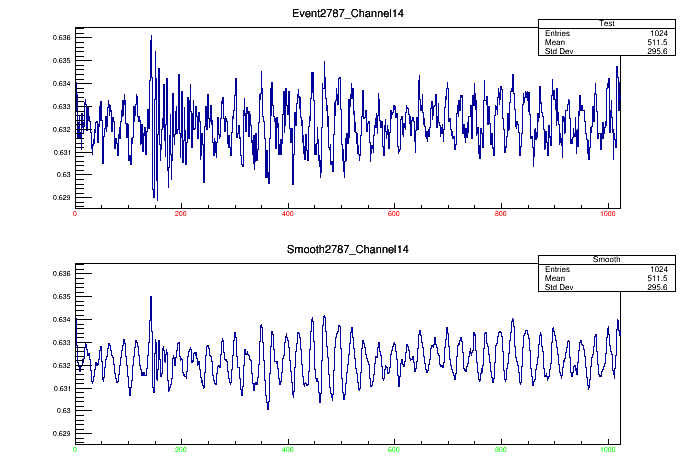 Event2787_Channel14
Test
Entries 1024
Mean 511.5
Std Dev 295.6
0.636
0.635
0.634
0.633
0.632
0.631
0.63
0.629
0 200 400 600 800 1000
Smooth2787_Channel14
Smooth
Entries 1024
Mean 511.5
Std Dev 295.6
0.636
0.635
0.634
0.633
0.632
0.631
0.63
0.629
0 200 400 600 800 1000